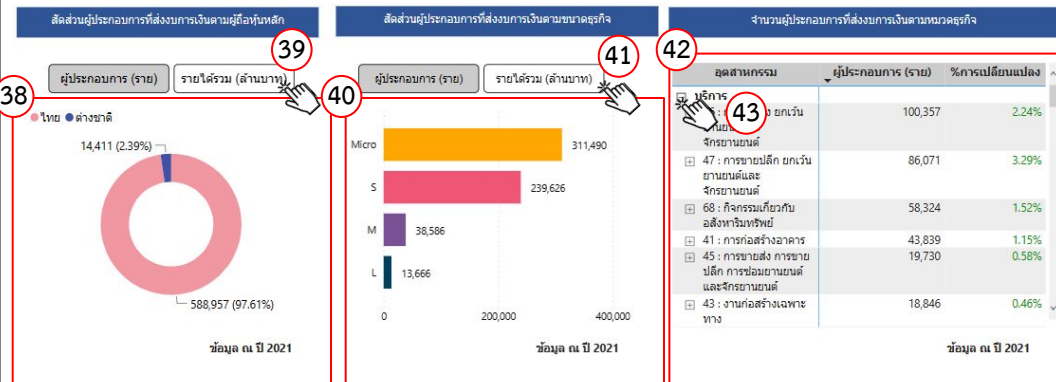 สัดส่วนผู้ประกอบการที่ส่งงบการเงินตามผู้ถือหุ้นหลัก
39
ผู้ประกอบการ (ราย) รายได้รวม (ล้านบาท)
38
ไทย ต่างชาติ
14,411 (2.39%)
588,957 (97.61%)
ข้อมูล ณ ปี 2021
สัดส่วนผู้ประกอบการที่ส่งงบการเงินตามขนาดธุรกิจ
41
ผู้ประกอบการ (ราย) รายได้รวม (ล้านบาท)
40
Micro 311,490
S 239,626
M 38,586
L 13,666
0 200,000 400,000
ข้อมูล ณ ปี 2021
จำนวนผู้ประกอบการที่ส่งงบการเงินตามหมวดธุรกิจ
42
อุตสาหกรรม ผู้ประกอบการ (ราย) %การเปลี่ยนแปลง
บริการ
43
ยกเว้น 100,357 2.24%
จักรยานยนต์
47 : การขายปลีก ยกเว้น 86,071 3.29%
ยานยนต์และ
จักรยานยนต์
68 : กิจกรรมเกี่ยวกับ 58,324 1.52%
อสังหาริมทรัพย์
41 : การก่อสร้างอาคาร 43,839 1.15%
45 : การขายส่ง การขาย 19,730 0.58%
ปลีก การซ่อมยานยนต์
และจักรยานยนต์
43 : งานก่อสร้างเฉพาะ 18,846 0.46%
ทาง
ข้อมูล ณ ปี 2021